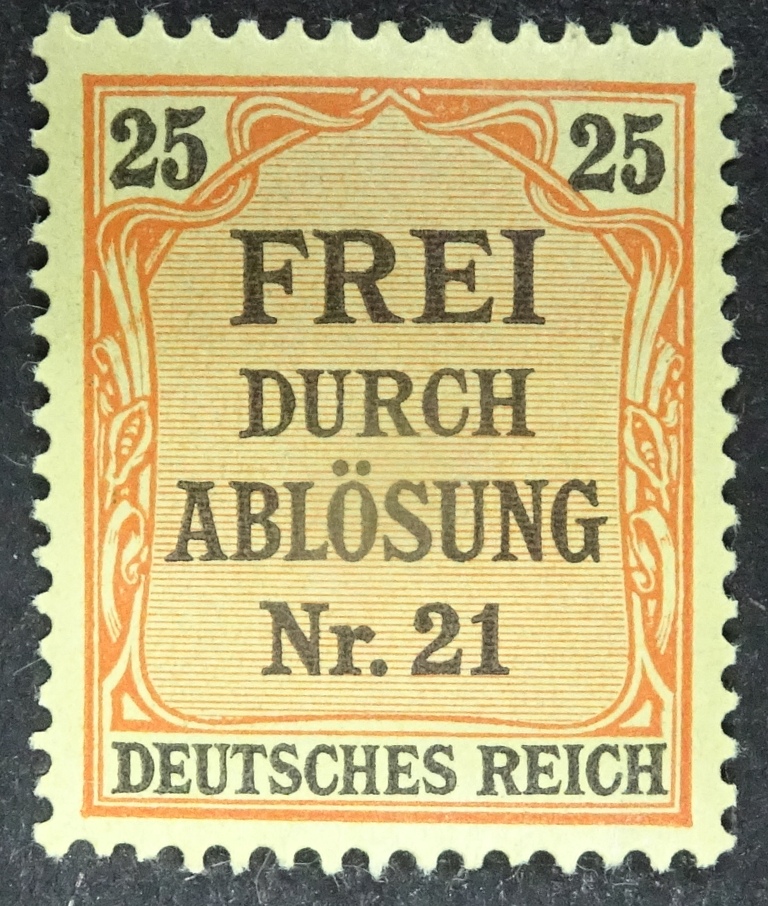 25 25
FREI
DURCH
ABLÖSUNG
Nr. 21
DEUTSCHES REICH